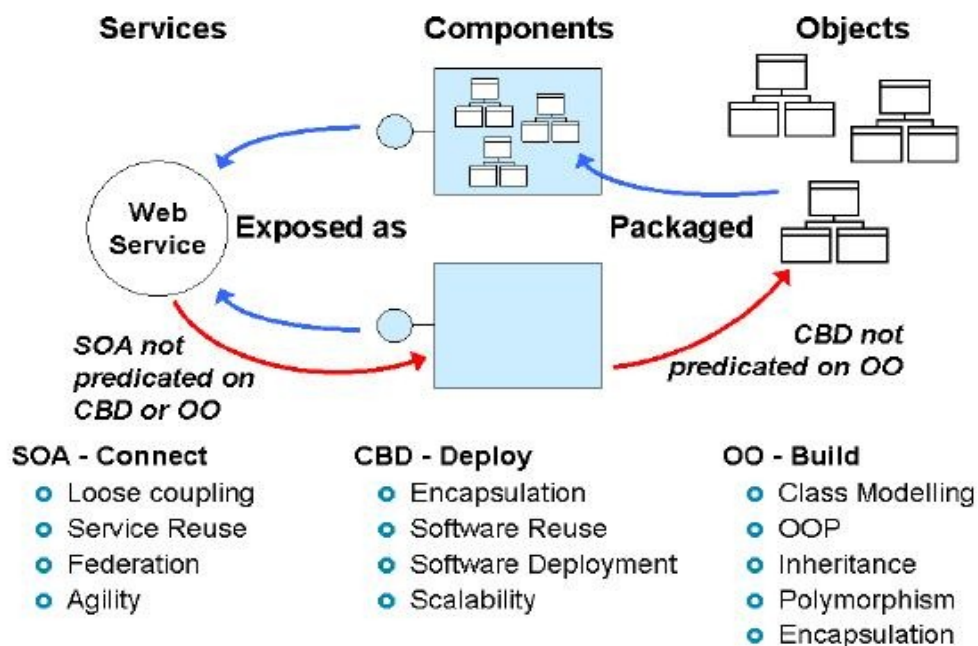 Services
Components
Objects
Web
Service
Exposed as
Packaged
SOA not
predicated on
CBD or OO
CBD not
predicated on OO
SOA - Connect
Loose coupling
Service Reuse
Federation
Agility
CBD - Deploy
Encapsulation
Software Reuse
Software Deployment
Scalability
OO - Build
Class Modelling
OOP
Inheritance
Polymorphism
Encapsulation